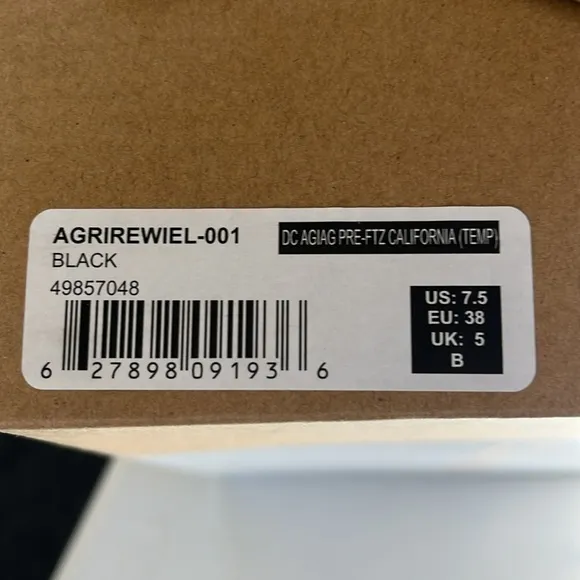 AGRIREWIEL-001
DC AGIAG PRE-FTZ CALIFORNIA (TEMP)
BLACK
49857048
US: 7.5
EU: 38
UK: 5
B
6 27898 09193 6